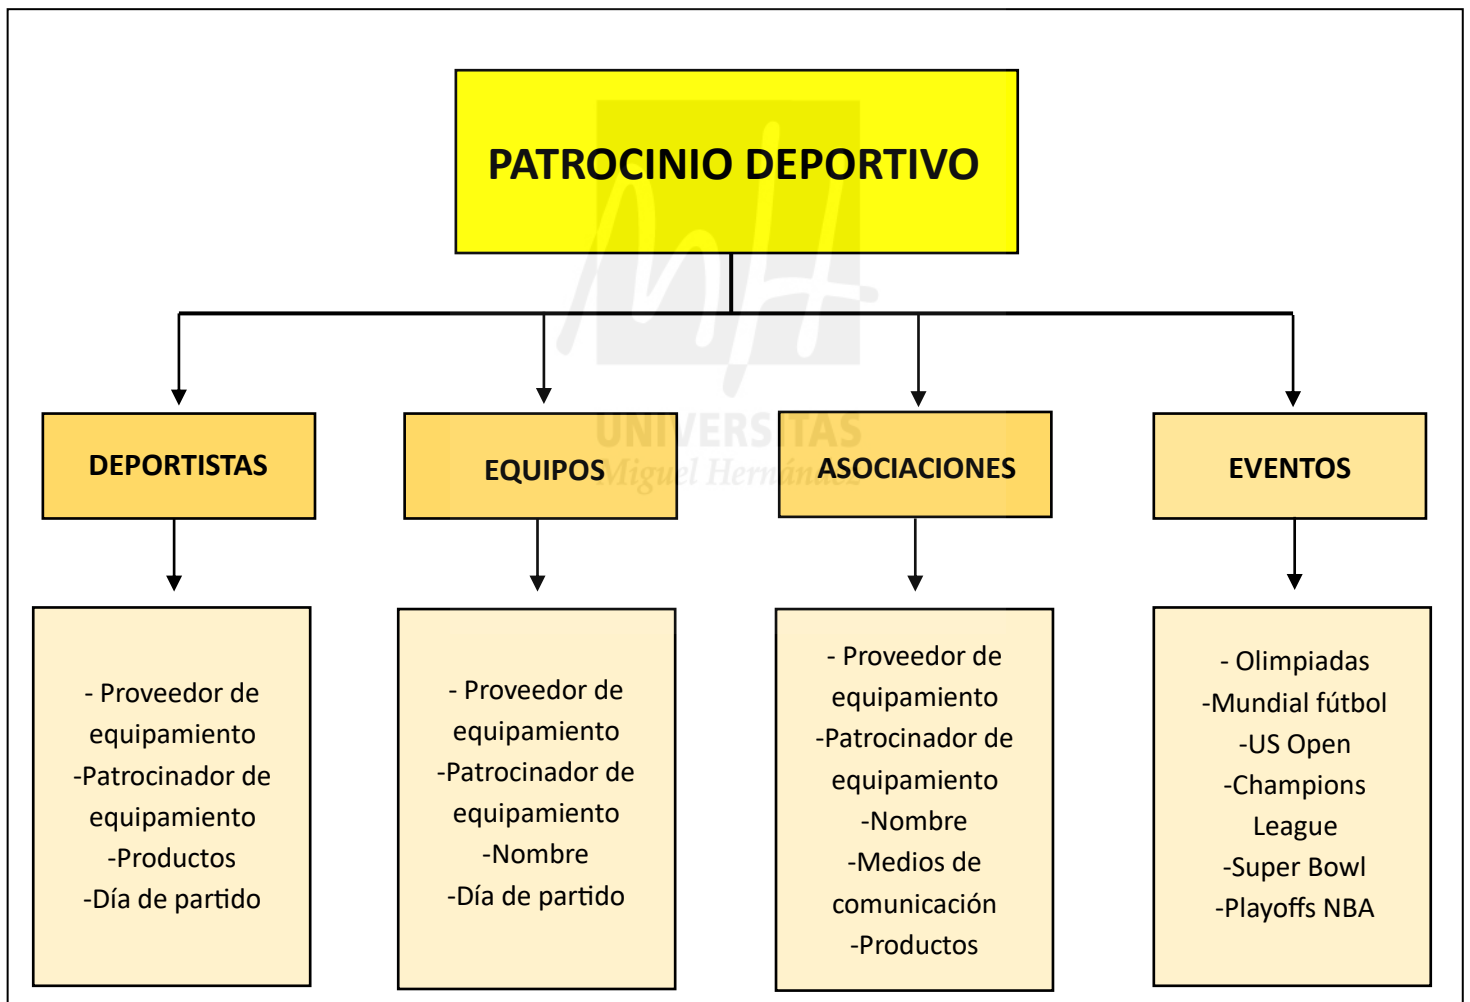 PATROCINIO DEPORTIVO
UNIVERSITAS
Miguel Hernández
DEPORTISTAS
EQUIPOS
ASOCIACIONES
EVENTOS
- Proveedor de
equipamiento
-Patrocinador de
equipamiento
-Productos
-Día de partido
- Proveedor de
equipamiento
-Patrocinador de
equipamiento
-Nombre
-Día de partido
- Proveedor de
equipamiento
-Patrocinador de
equipamiento
-Nombre
-Medios de
comunicación
-Productos
- Olimpiadas
-Mundial fútbol
-US Open
-Champions
League
-Super Bowl
-Playoffs NBA